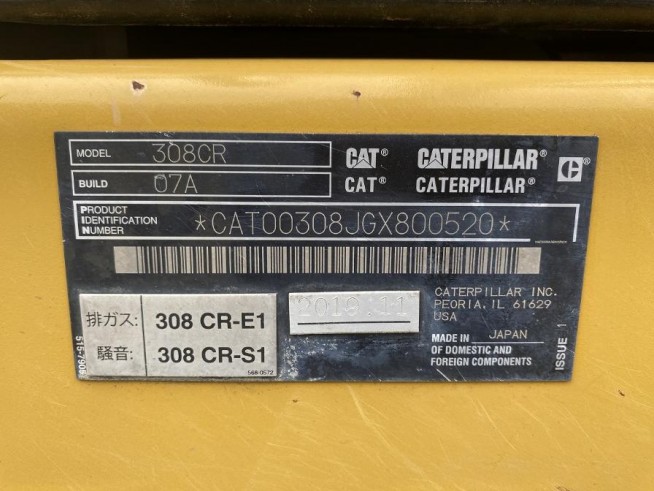 MODEL 308CR
BUILD 07A
CAT® CATERPILLAR®
CAT® CATERPILLAR®
C®
PRODUCT
IDENTIFICATION
NUMBER
*CAT00308JGX800520*
排ガス: 308 CR-E1
騒音: 308 CR-S1
568-0572
2019.11
CATERPILLAR INC.
PEORIA, IL 61629
USA
MADE IN JAPAN
OF DOMESTIC AND
FOREIGN COMPONENTS
ISSUE 1